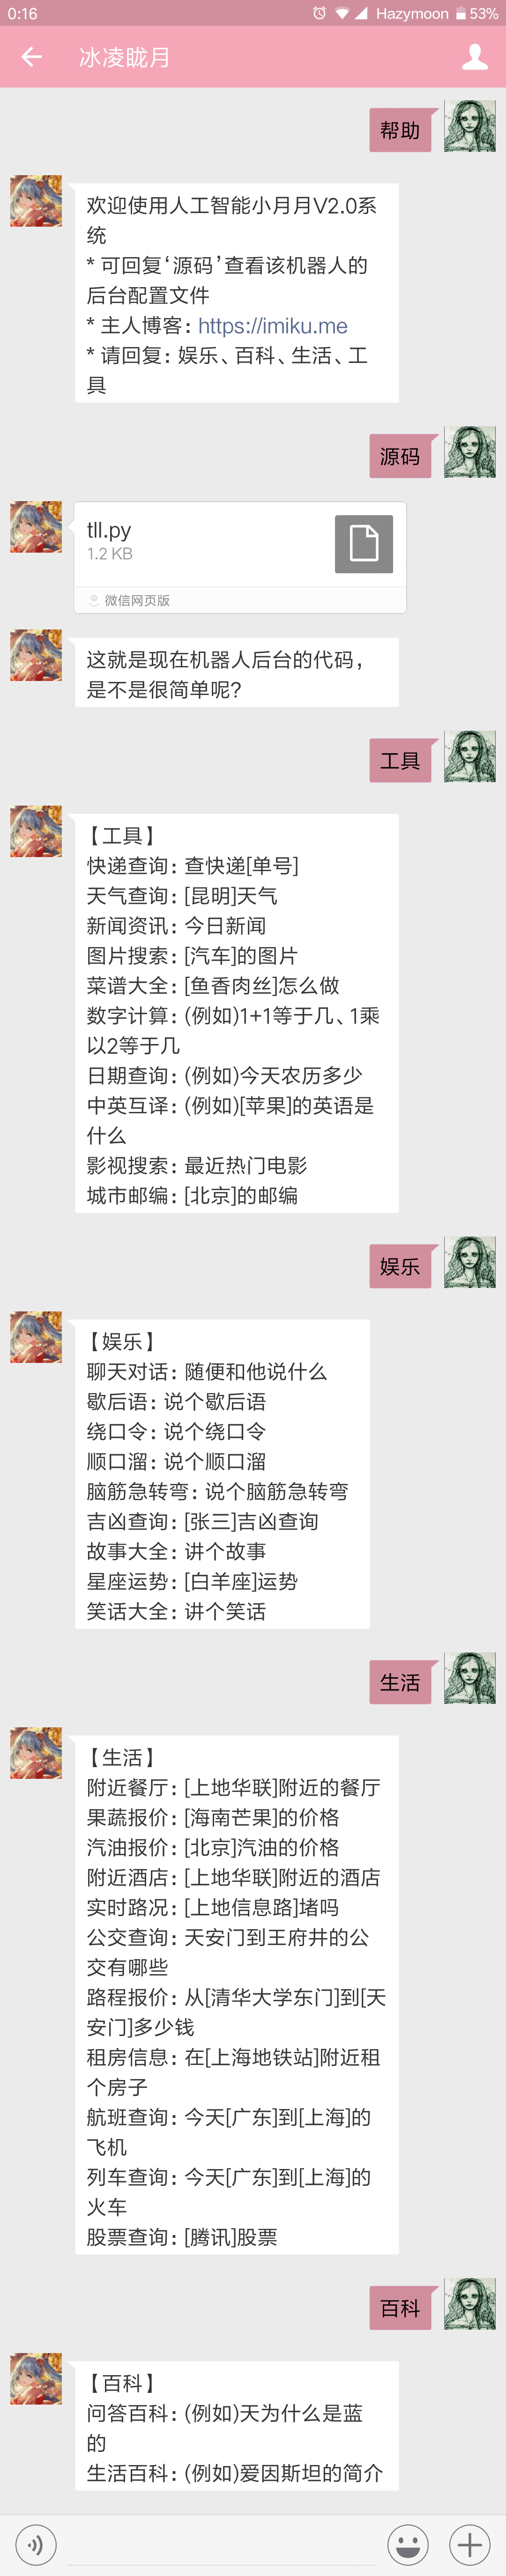 0:16 Hazymoon 53%
冰凌眬月
帮助
欢迎使用人工智能小月月V2.0系
统
* 可回复‘源码’查看该机器人的
后台配置文件
* 主人博客: https://imiku.me
* 请回复: 娱乐、百科、生活、工
具
源码
tll.py
1.2 KB
微信网页版
这就是现在机器人后台的代码，
是不是很简单呢?
工具
【工具】
快递查询: 查快递[单号]
天气查询: [昆明]天气
新闻资讯: 今日新闻
图片搜索: [汽车]的图片
菜谱大全: [鱼香肉丝]怎么做
数字计算: (例如)1+1等于几、1乘
以2等于几
日期查询: (例如)今天农历多少
中英互译: (例如)[苹果]的英语是
什么
影视搜索: 最近热门电影
城市邮编: [北京]的邮编
娱乐
【娱乐】
聊天对话: 随便和他说什么
歇后语: 说个歇后语
绕口令: 说个绕口令
顺口溜: 说个顺口溜
脑筋急转弯: 说个脑筋急转弯
吉凶查询: [张三]吉凶查询
故事大全: 讲个故事
星座运势: [白羊座]运势
笑话大全: 讲个笑话
生活
【生活】
附近餐厅: [上地华联]附近的餐厅
果蔬报价: [海南芒果]的价格
汽油报价: [北京]汽油的价格
附近酒店: [上地华联]附近的酒店
实时路况: [上地信息路]堵吗
公交查询: 天安门到王府井的公
交有哪些
路程报价: 从[清华大学东门]到[天
安门]多少钱
租房信息: 在[上海地铁站]附近租
个房子
航班查询: 今天[广东]到[上海]的
飞机
列车查询: 今天[广东]到[上海]的
火车
股票查询: [腾讯]股票
百科
【百科】
问答百科: (例如)天为什么是蓝
的
生活百科: (例如)爱因斯坦的简介